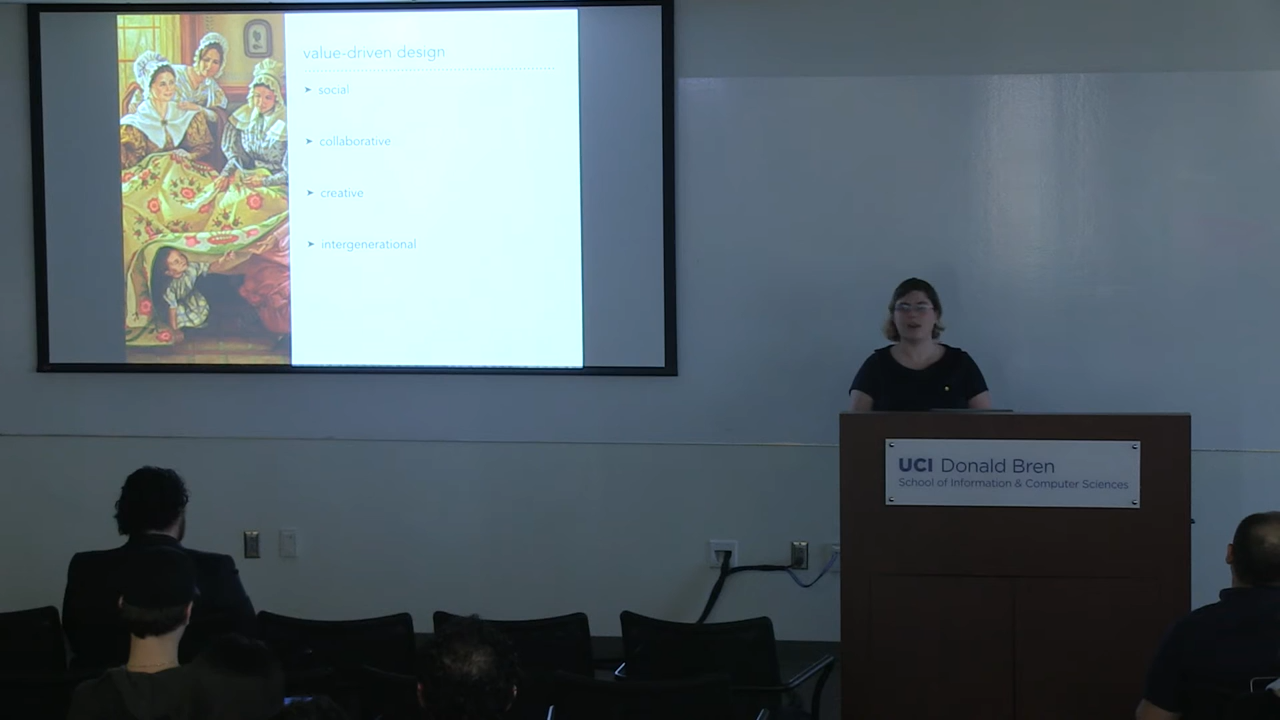 value-driven design
➤ social
➤ collaborative
➤ creative
➤ intergenerational
UCI Donald Bren
School of Information & Computer Sciences